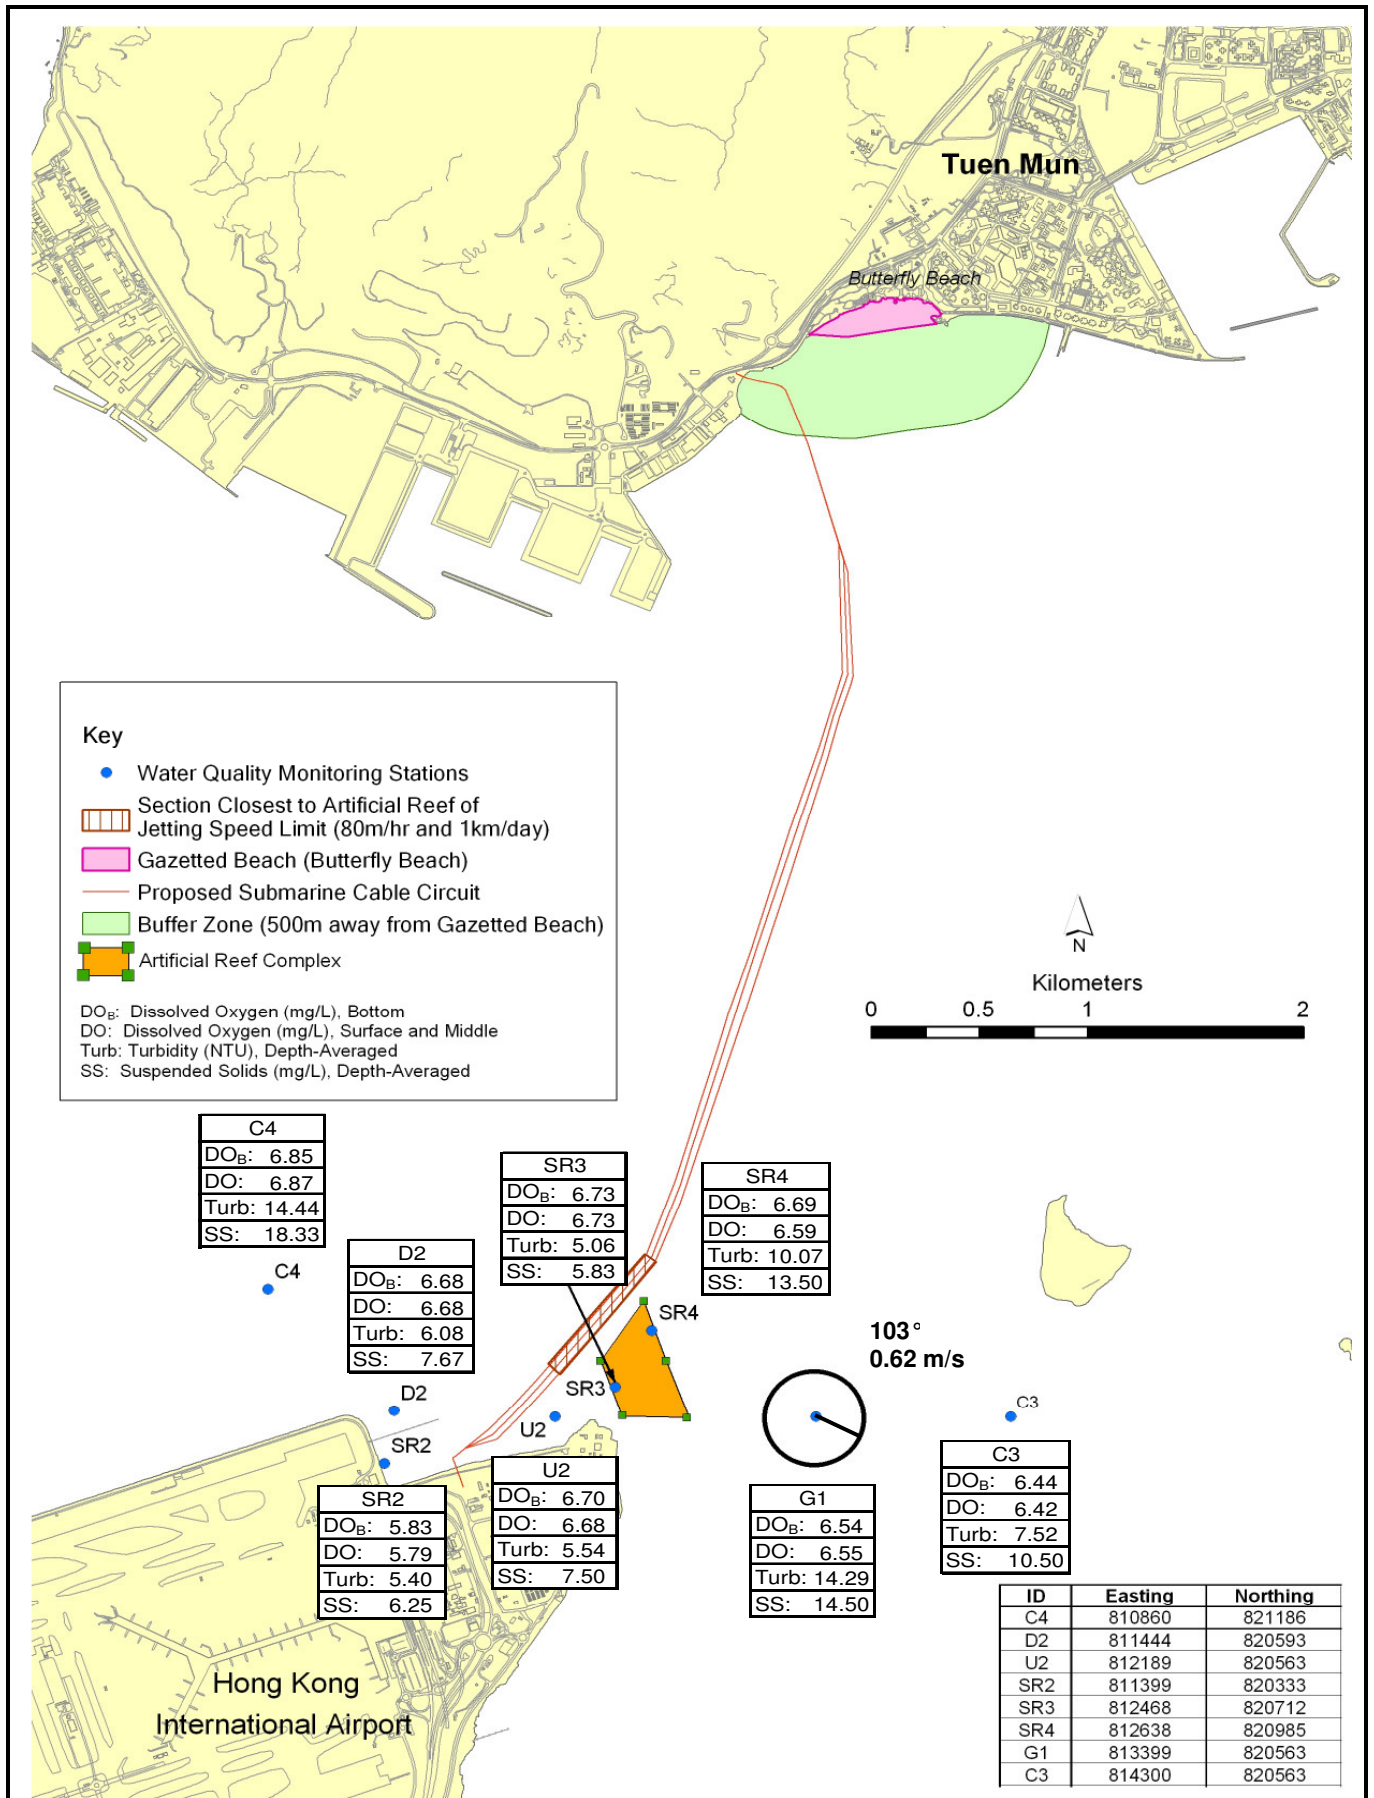 Tuen Mun
Butterfly Beach
Key
Water Quality Monitoring Stations
Section Closest to Artificial Reef of
Jetting Speed Limit (80m/hr and 1km/day)
Gazetted Beach (Butterfly Beach)
Proposed Submarine Cable Circuit
Buffer Zone (500m away from Gazetted Beach)
Artificial Reef Complex
DOB: Dissolved Oxygen (mg/L), Bottom
DO: Dissolved Oxygen (mg/L), Surface and Middle
Turb: Turbidity (NTU), Depth-Averaged
SS: Suspended Solids (mg/L), Depth-Averaged
N
Kilometers
0 0.5 1 2
C4
DOB: 6.85
DO: 6.87
Turb: 14.44
SS: 18.33
C4
SR3
DOB: 6.73
DO: 6.73
Turb: 5.06
SS: 5.83
SR4
DOB: 6.69
DO: 6.59
Turb: 10.07
SS: 13.50
D2
DOB: 6.68
DO: 6.68
Turb: 6.08
SS: 7.67
SR4
103°
0.62 m/s
D2
SR3
U2
C3
SR2
C3
DOB: 6.44
DO: 6.42
Turb: 7.52
SS: 10.50
U2
DOB: 6.70
DO: 6.68
Turb: 5.54
SS: 7.50
SR2
DOB: 5.83
DO: 5.79
Turb: 5.40
SS: 6.25
G1
DOB: 6.54
DO: 6.55
Turb: 14.29
SS: 14.50
ID Easting Northing
C4 810860 821186
D2 811444 820593
U2 812189 820563
SR2 811399 820333
SR3 812468 820712
SR4 812638 820985
G1 813399 820563
C3 814300 820563
Hong Kong
International Airport